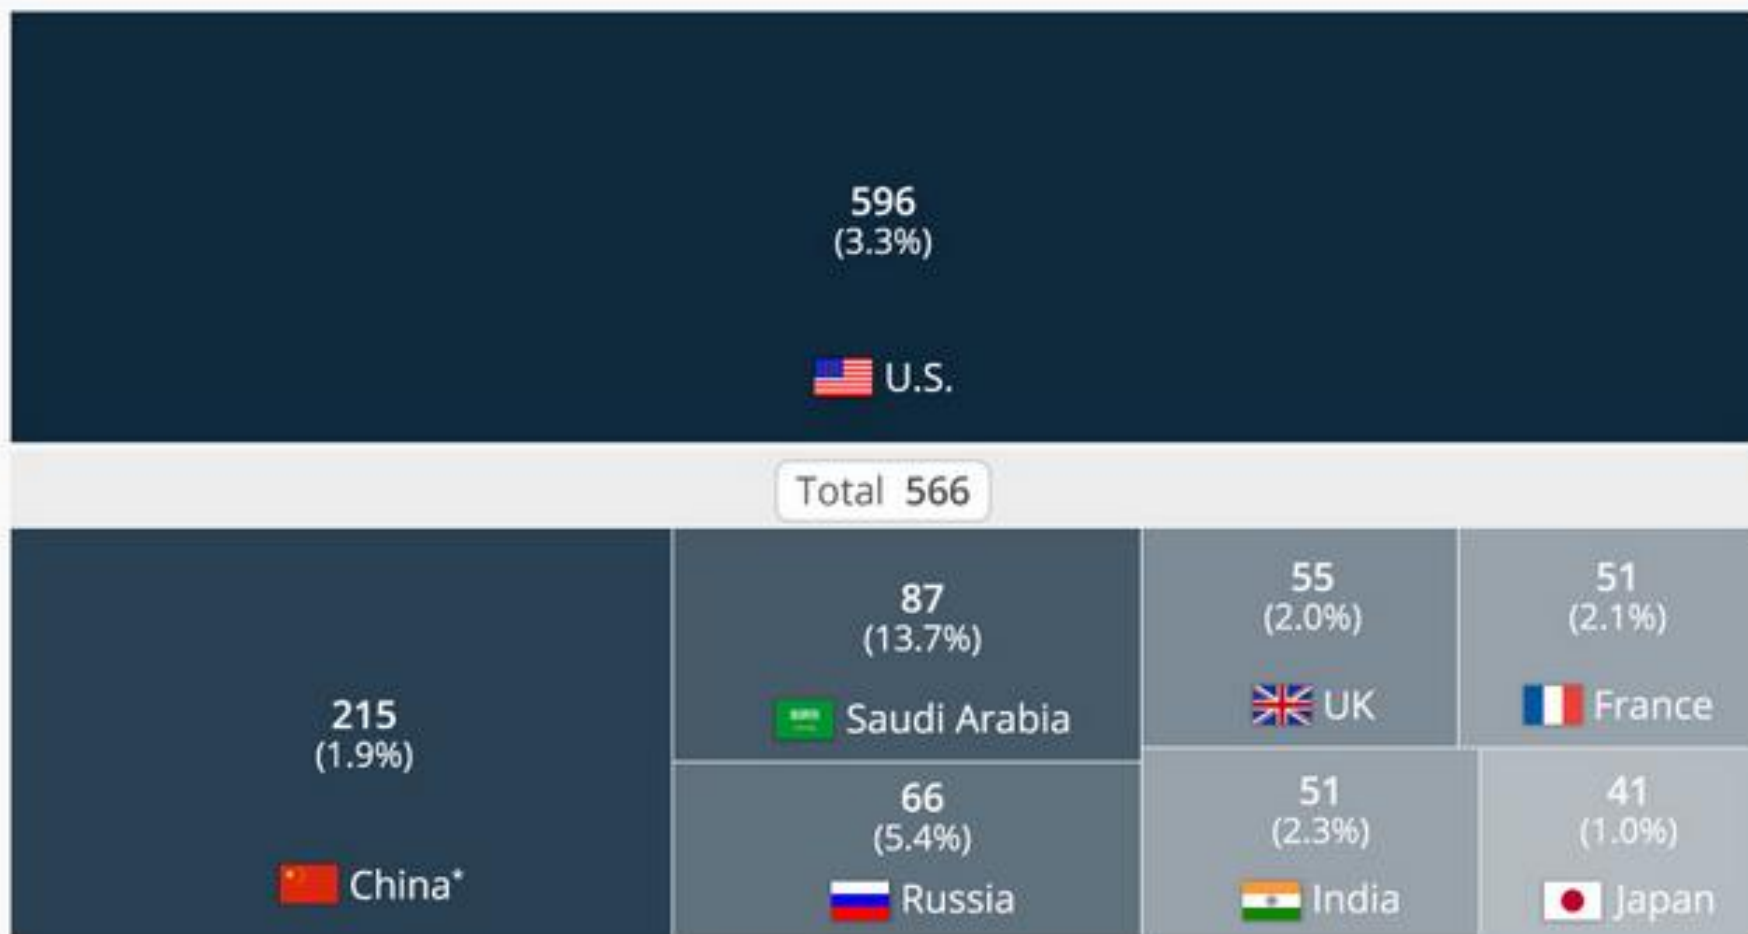 596
(3.3%)
U.S.
Total 566
215
(1.9%)
China*
87
(13.7%)
Saudi Arabia
66
(5.4%)
Russia
55
(2.0%)
UK
51
(2.1%)
France
51
(2.3%)
India
41
(1.0%)
Japan